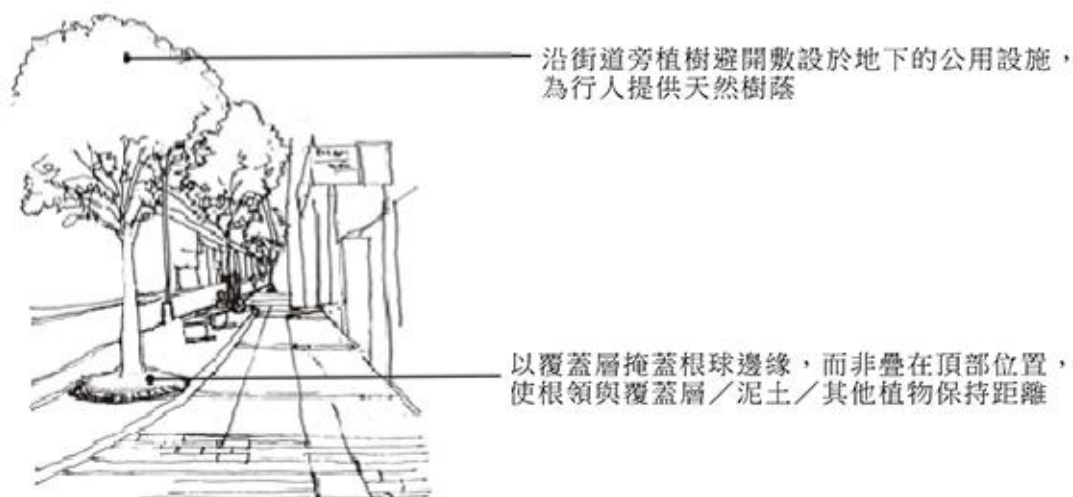 沿街道旁植樹避開敷設於地下的公用設施，
為行人提供天然樹蔭
以覆蓋層掩蓋根球邊缘，而非疊在頂部位置，
使根領與覆蓋層／泥土／其他植物保持距離